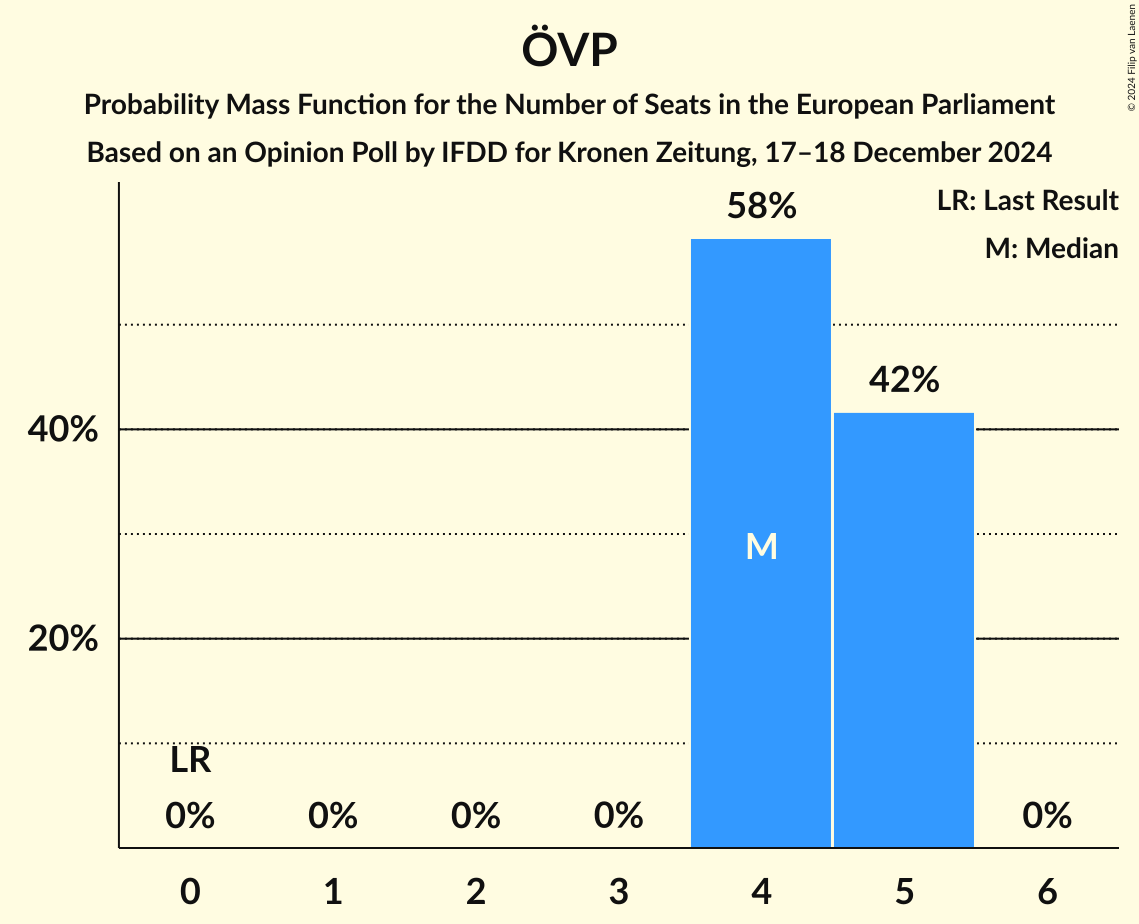 ÖVP
Probability Mass Function for the Number of Seats in the European Parliament
Based on an Opinion Poll by IFDD for Kronen Zeitung, 17–18 December 2024
© 2024 Filip van Laenen
LR: Last Result
M: Median
58%
42%
40%
M
20%
LR
0% 0% 0% 0% 0%
0 1 2 3 4 5 6